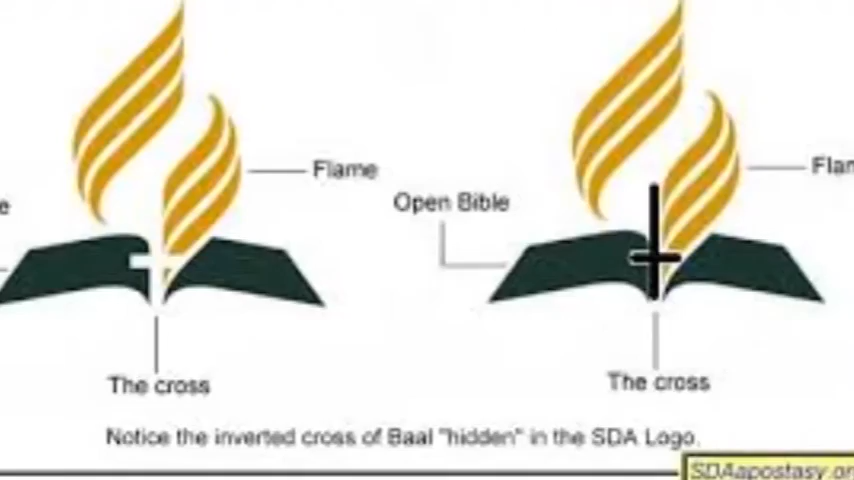 Flame
Flam
e
Open Bible
The cross
The cross
Notice the inverted cross of Baal "hidden" in the SDA Logo.
SDAapostasy.or